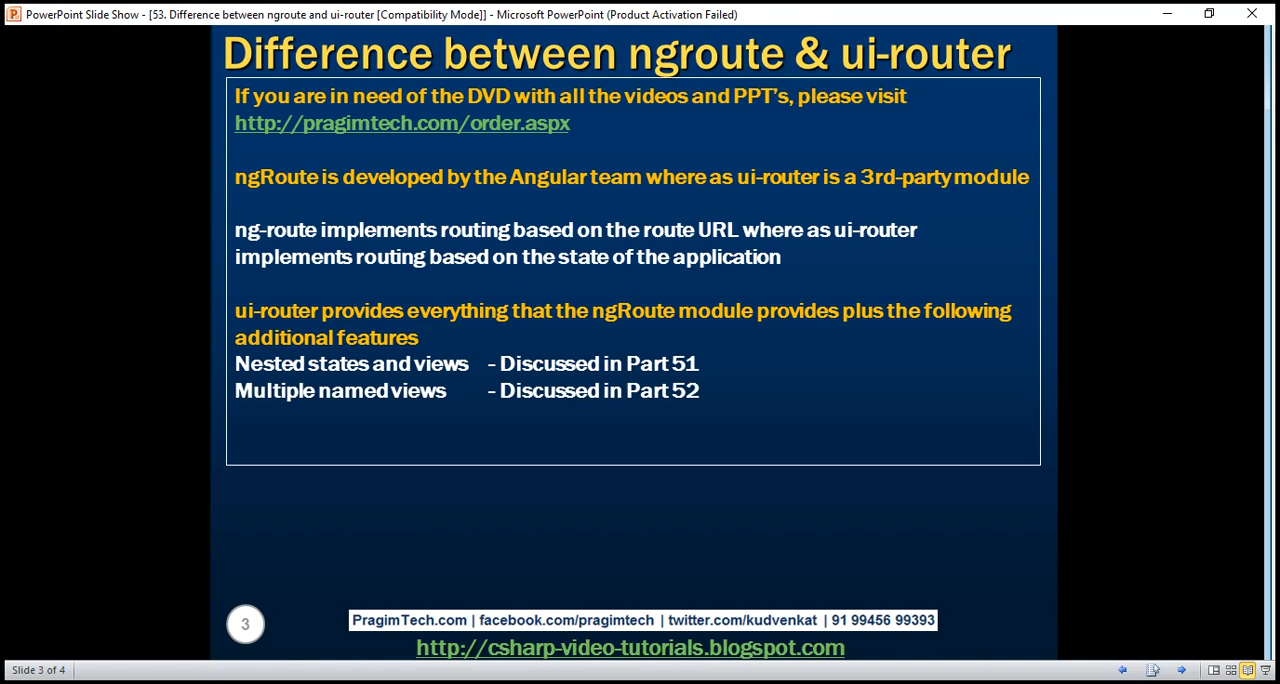 PowerPoint Slide Show - [53. Difference between ngroute and ui-router [Compatibility Mode]] - Microsoft PowerPoint (Product Activation Failed)
Difference between ngroute & ui-router
If you are in need of the DVD with all the videos and PPT's, please visit
http://pragimtech.com/order.aspx
ngRoute is developed by the Angular team where as ui-router is a 3rd-party module
ng-route implements routing based on the route URL where as ui-router
implements routing based on the state of the application
ui-router provides everything that the ngRoute module provides plus the following
additional features
Nested states and views - Discussed in Part 51
Multiple named views - Discussed in Part 52
3
PragimTech.com | facebook.com/pragimtech | twitter.com/kudvenkat | 91 99456 99393
http://csharp-video-tutorials.blogspot.com
Slide 3 of 4